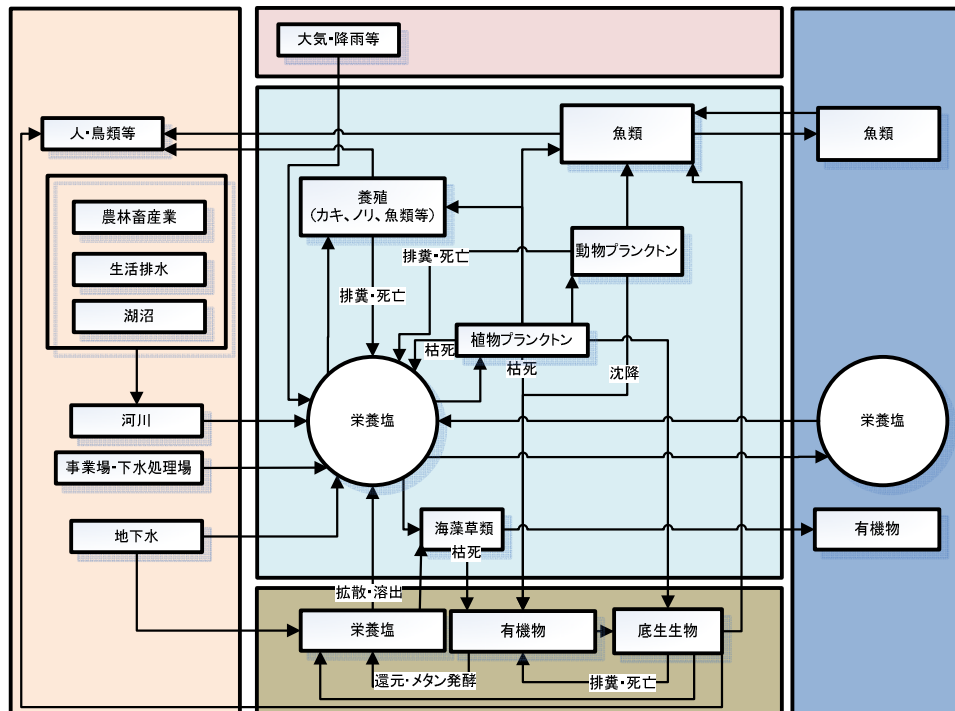 大気・降雨等
人・鳥類等
魚類
魚類
養殖
(カキ、ノリ、魚類等)
農林畜産業
動物プランクトン
排糞・死亡
生活排水
排糞・死亡
湖沼
植物プランクトン
枯死
枯死
沈降
河川
栄養塩
栄養塩
事業場・下水処理場
地下水
海藻草類
有機物
枯死
拡散・溶出
栄養塩
有機物
底生生物
還元・メタン発酵
排糞・死亡